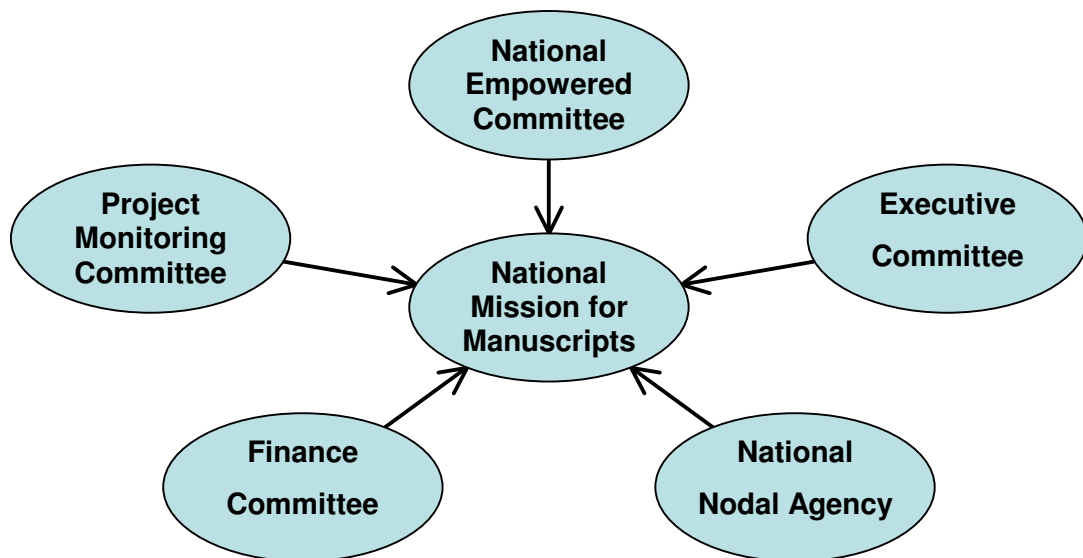 National
Empowered
Committee
Project
Monitoring
Committee
Executive
Committee
National
Mission for
Manuscripts
Finance
Committee
National
Nodal Agency